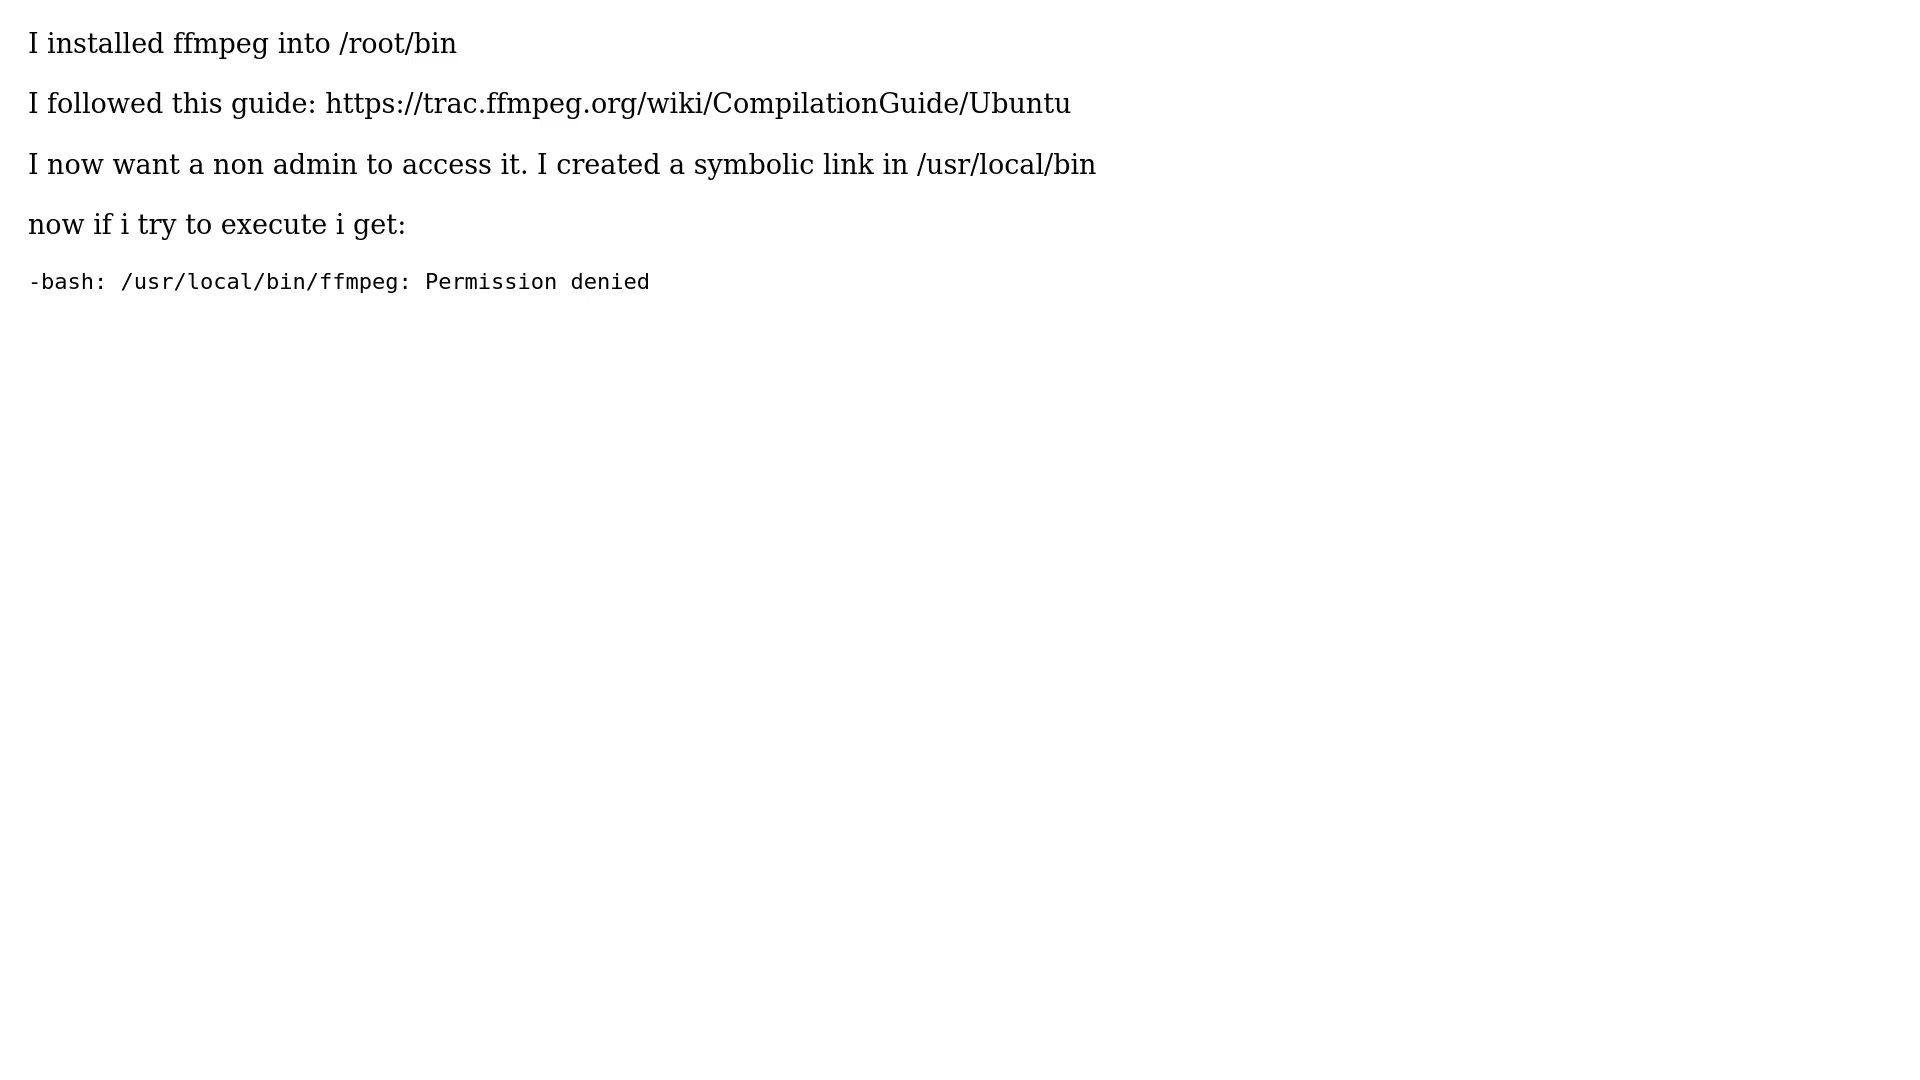 I installed ffmpeg into /root/bin
I followed this guide: https://trac.ffmpeg.org/wiki/CompilationGuide/Ubuntu
I now want a non admin to access it. I created a symbolic link in /usr/local/bin
now if i try to execute i get:
-bash: /usr/local/bin/ffmpeg: Permission denied